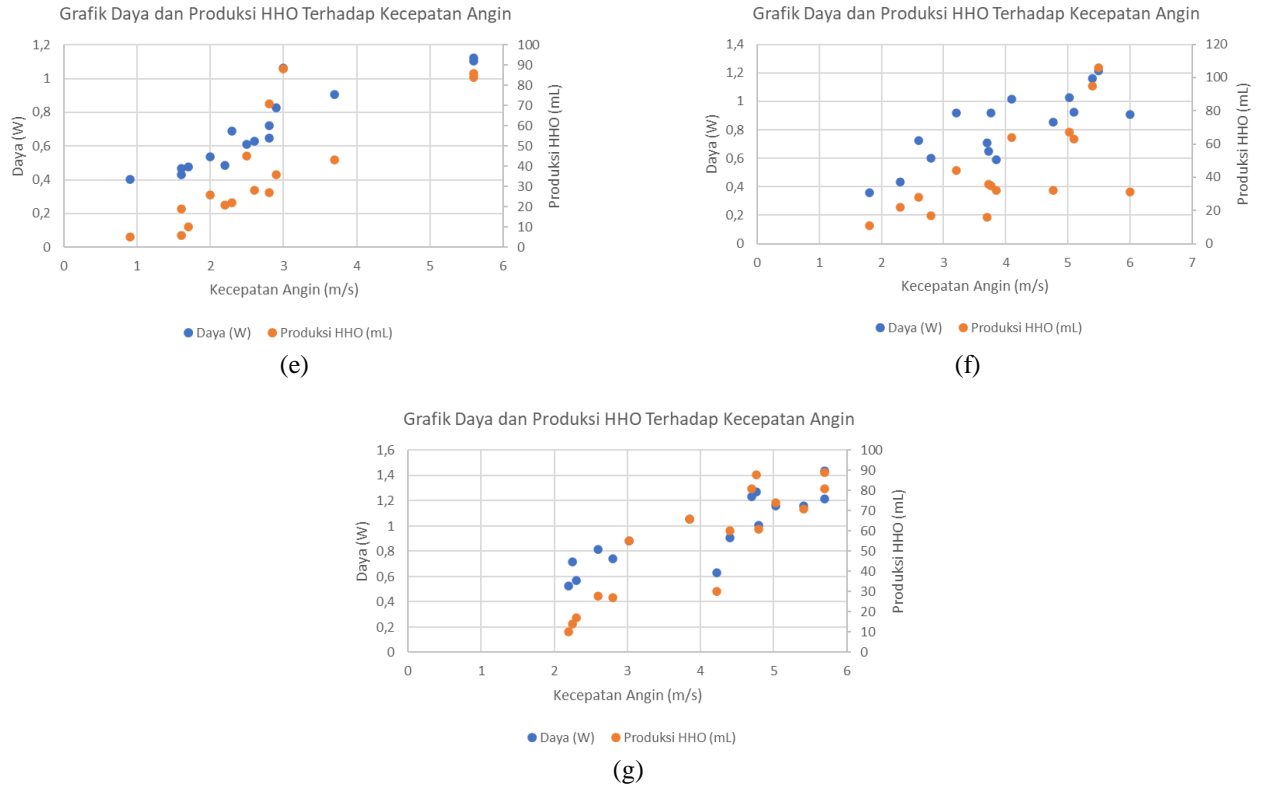 Grafik Daya dan Produksi HHO Terhadap Kecepatan Angin
1,2
1
0,8
0,6
0,4
0,2
0
Daya (W)
100
90
80
70
60
50
40
30
20
10
0
Produksi HHO (mL)
0 1 2 3 4 5 6
Kecepatan Angin (m/s)
Daya (W) Produksi HHO (mL)
(e)
Grafik Daya dan Produksi HHO Terhadap Kecepatan Angin
1,4
1,2
1
0,8
0,6
0,4
0,2
0
Daya (W)
120
100
80
60
40
20
0
Produksi HHO (mL)
0 1 2 3 4 5 6 7
Kecepatan Angin (m/s)
Daya (W) Produksi HHO (mL)
(f)
Grafik Daya dan Produksi HHO Terhadap Kecepatan Angin
1,6
1,4
1,2
1
0,8
0,6
0,4
0,2
0
Daya (W)
100
90
80
70
60
50
40
30
20
10
0
Produksi HHO (mL)
0 1 2 3 4 5 6
Kecepatan Angin (m/s)
Daya (W) Produksi HHO (mL)
(g)